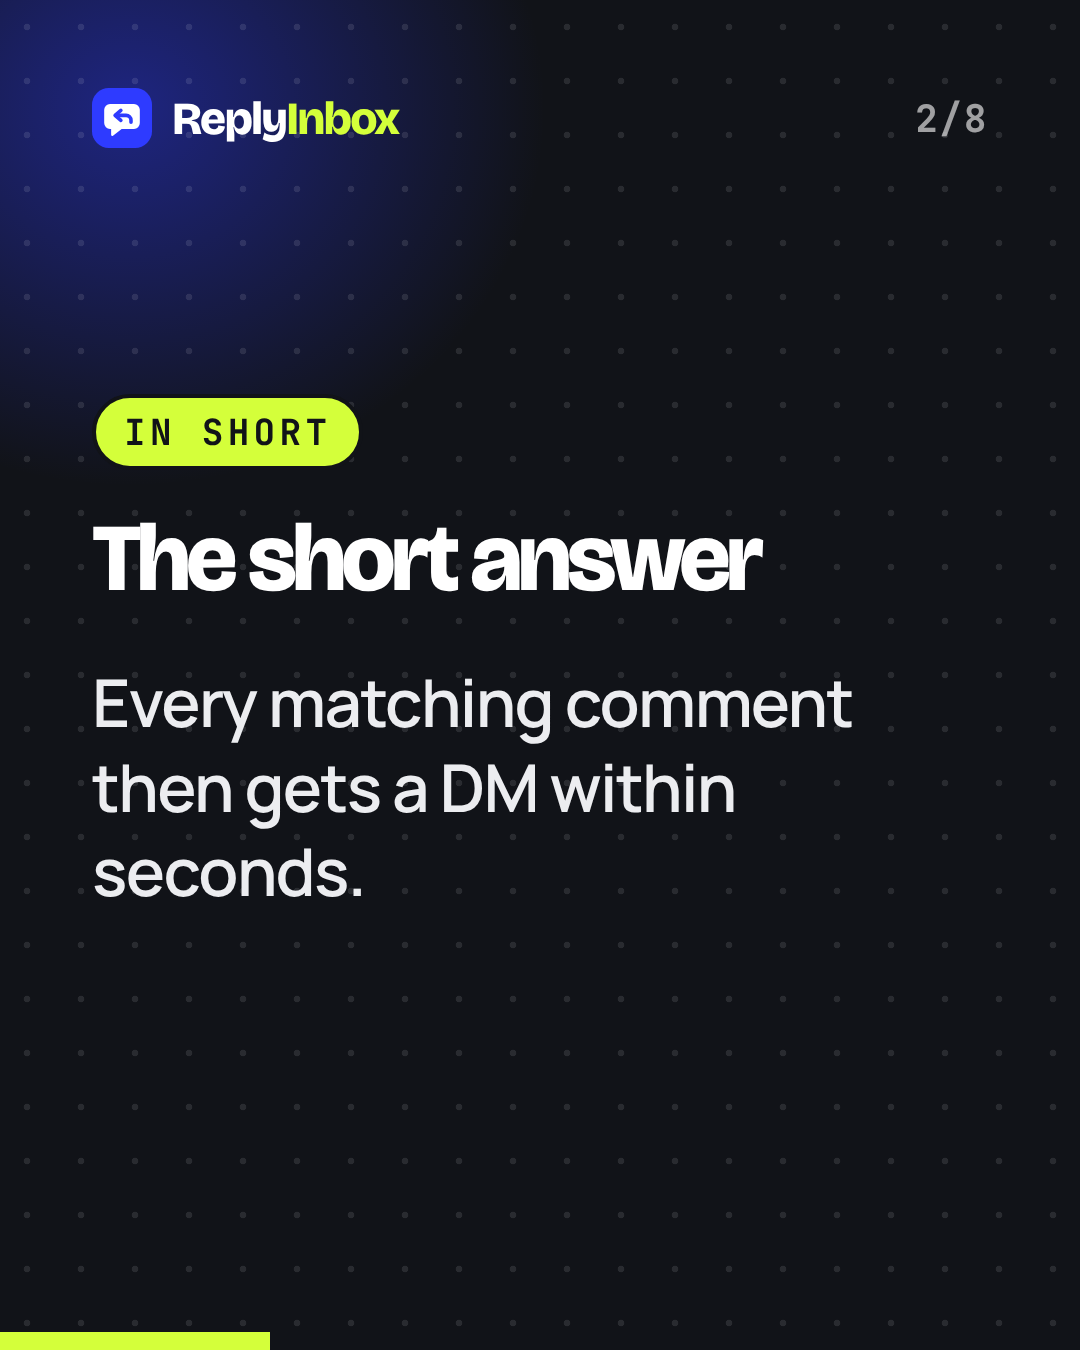 ReplyInbox
2/8
IN SHORT
The short answer
Every matching comment
then gets a DM within
seconds.